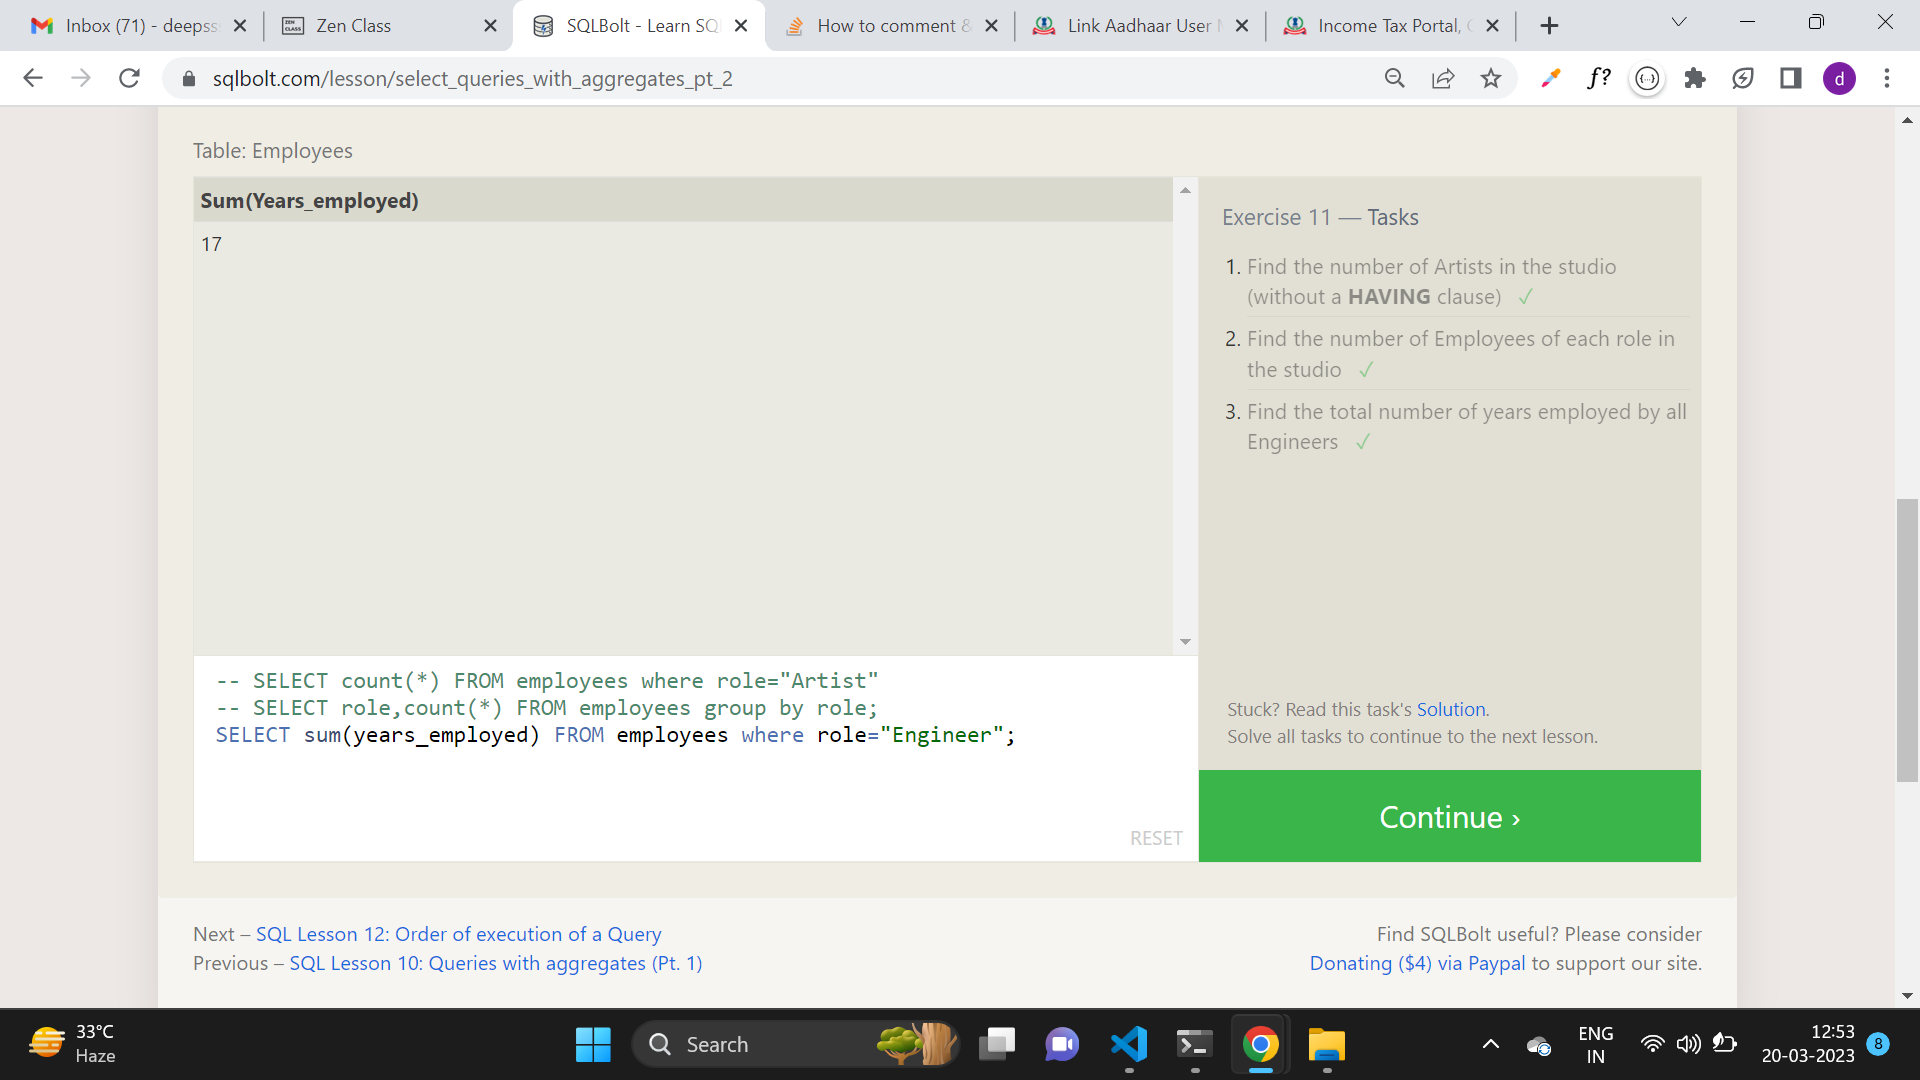 Inbox (71) - deepss
Zen Class
SQLBolt - Learn SQL
How to comment &
Link Aadhaar User
Income Tax Portal,
sqlbolt.com/lesson/select_queries_with_aggregates_pt_2
f?
d
Table: Employees
Sum(Years_employed)
17
Exercise 11 — Tasks
1. Find the number of Artists in the studio
(without a HAVING clause) ✓
2. Find the number of Employees of each role in
the studio ✓
3. Find the total number of years employed by all
Engineers ✓
-- SELECT count(*) FROM employees where role="Artist"
-- SELECT role,count(*) FROM employees group by role;
SELECT sum(years_employed) FROM employees where role="Engineer";
RESET
Stuck? Read this task's Solution.
Solve all tasks to continue to the next lesson.
Continue ›
Next – SQL Lesson 12: Order of execution of a Query
Previous – SQL Lesson 10: Queries with aggregates (Pt. 1)
Find SQLBolt useful? Please consider
Donating ($4) via Paypal to support our site.
33°C
Haze
Search
ENG
IN
12:53
20-03-2023
8